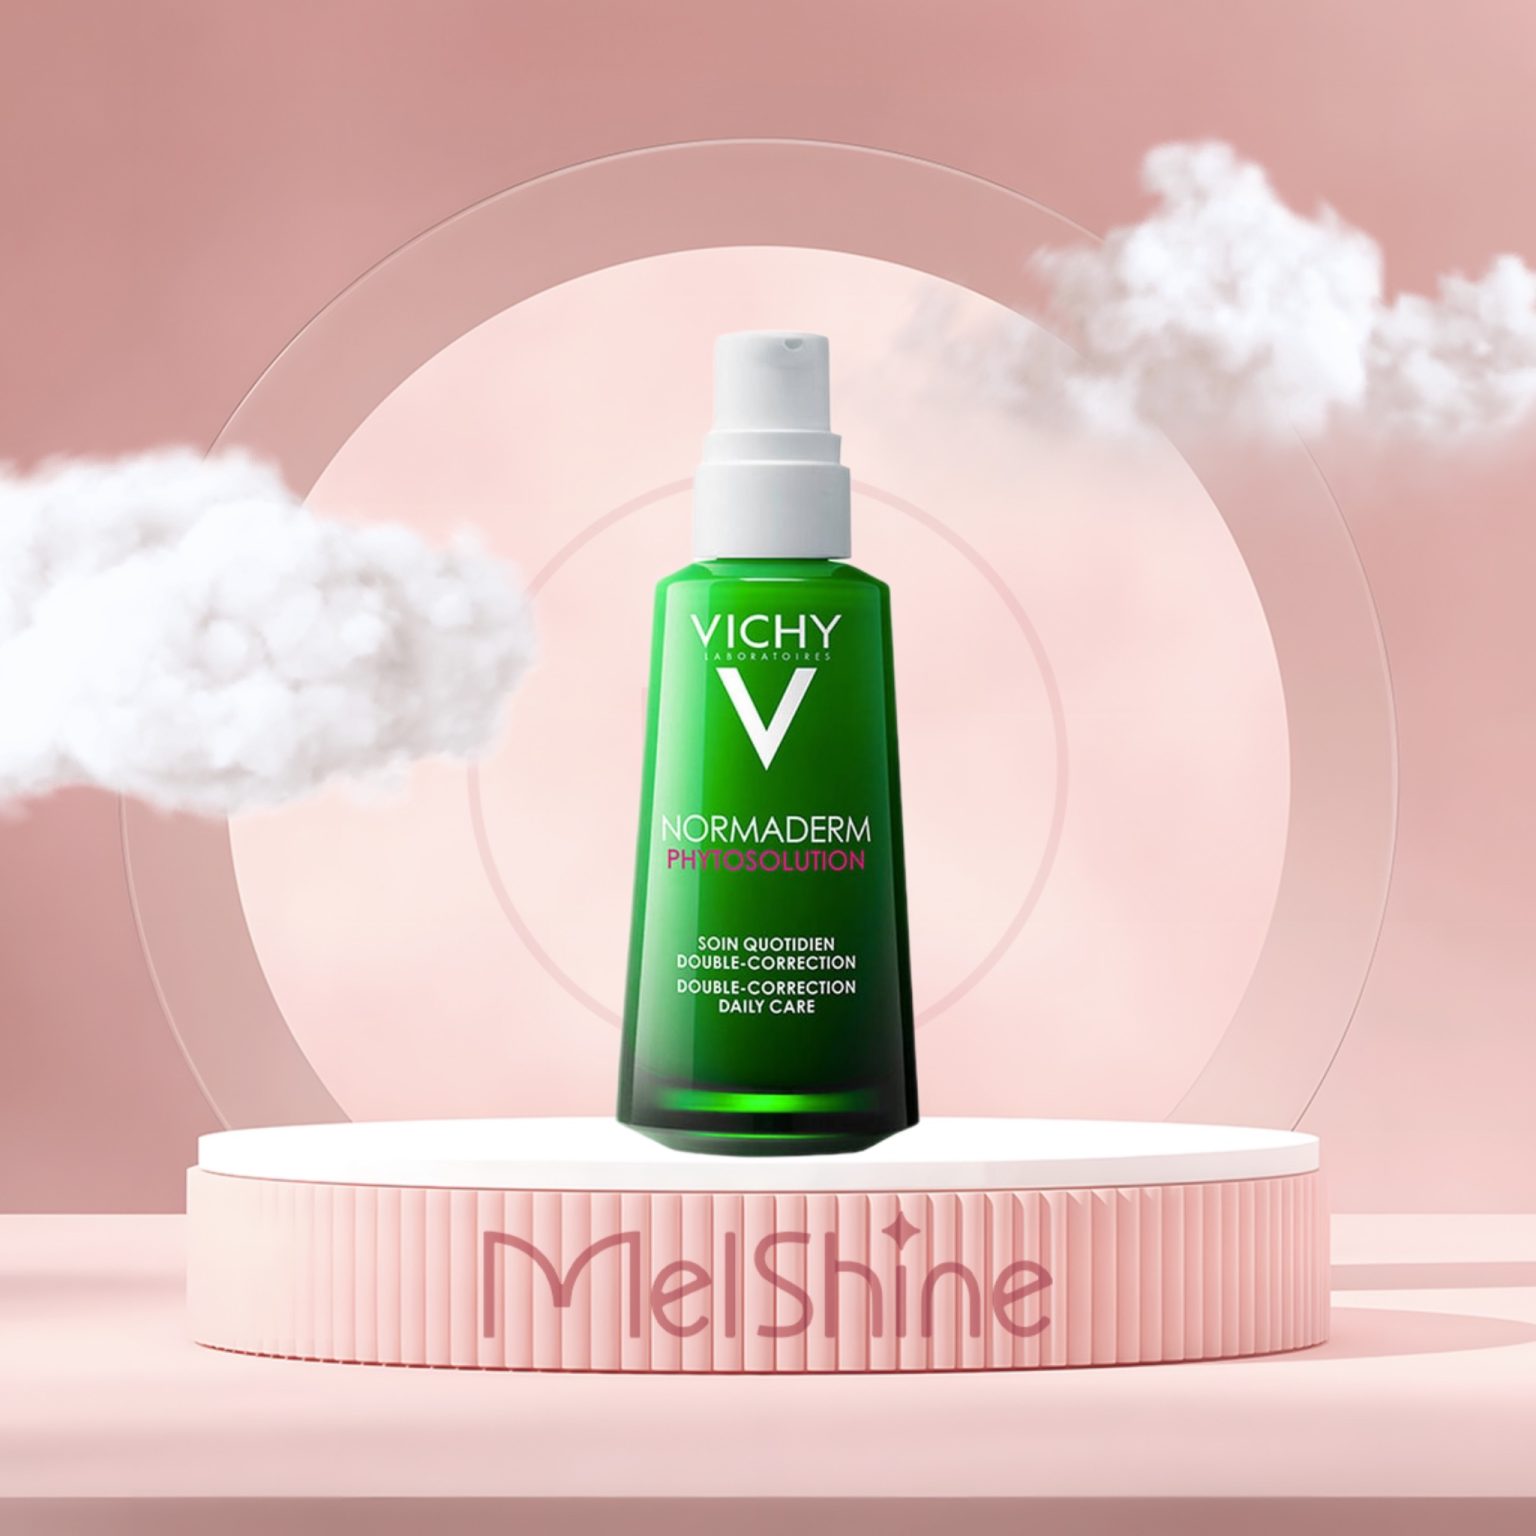 VICHY
LABORATOIRES
V
NORMADERM
PHYTOSOLUTION
SOIN QUOTIDIEN
DOUBLE-CORRECTION
DOUBLE-CORRECTION
DAILY CARE
MelShine